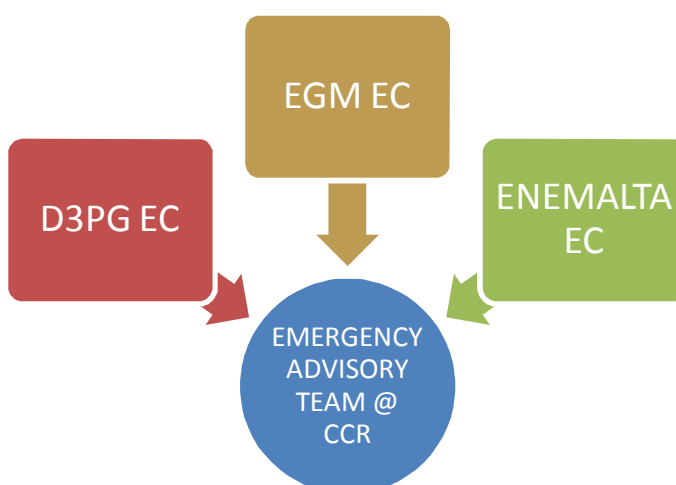 EGM EC
D3PG EC
ENEMALTA
EC
EMERGENCY
ADVISORY
TEAM @
CCR